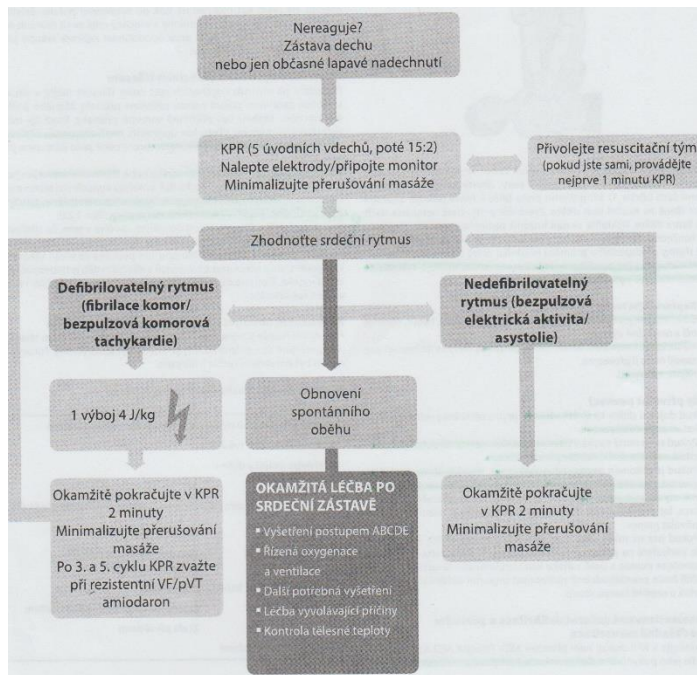 Nereaguje?
Zástava dechu
nebo jen občasné lapavé nadechnutí
KPR (5 úvodních vdechů, poté 15:2)
Nalepte elektrody/připojte monitor
Minimalizujte přerušování masáže
Přivolejte resuscitační tým
(pokud jste sami, provádějte
nejprve 1 minutu KPR)
Zhodnoťte srdeční rytmus
Defibrilovatelný rytmus
(fibrilace komor/
bezpulzová komorová
tachykardie)
Nedefibrilovatelný
rytmus (bezpulzová
elektrická aktivita/
asystolie)
1 výboj 4 J/kg
Obnovení
spontánního
oběhu
Okamžitě pokračujte v KPR
2 minuty
Minimalizujte přerušování
masáže
Po 3. a 5. cyklu KPR zvažte
při rezistentní VF/pVT
amiodaron
OKAMŽITÁ LÉČBA PO
SRDEČNÍ ZÁSTAVĚ
▪ Vyšetření postupem ABCDE
▪ Řízená oxygenace
a ventilace
▪ Další potřebná vyšetření
▪ Léčba vyvolávající příčiny
▪ Kontrola tělesné teploty
Okamžitě pokračujte
v KPR 2 minuty
Minimalizujte přerušování
masáže